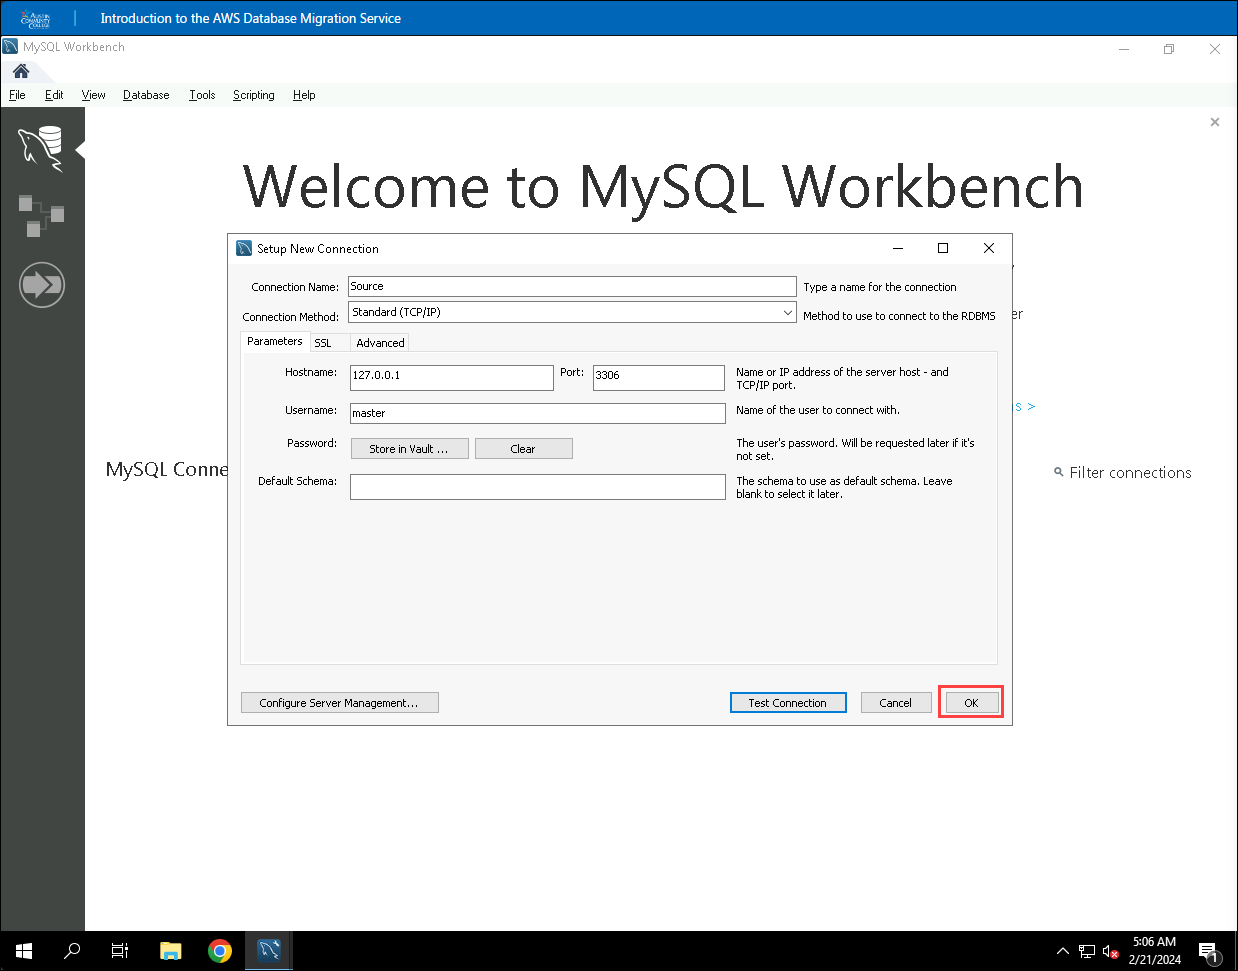 AUSTIN
COMMUNITY
COLLEGE
Introduction to the AWS Database Migration Service
MySQL Workbench
File Edit View Database Tools Scripting Help
Welcome to MySQL Workbench
Setup New Connection
Connection Name: Source Type a name for the connection
Connection Method: Standard (TCP/IP) Method to use to connect to the RDBMS
er
Parameters SSL Advanced
Hostname: 127.0.0.1 Port: 3306 Name or IP address of the server host - and
TCP/IP port.
Username: master Name of the user to connect with.
s >
Password: Store in Vault ... Clear The user's password. Will be requested later if it's
not set.
MySQL Conne
Filter connections
Default Schema: The schema to use as default schema. Leave
blank to select it later.
Configure Server Management... Test Connection Cancel OK
5:06 AM
2/21/2024
1